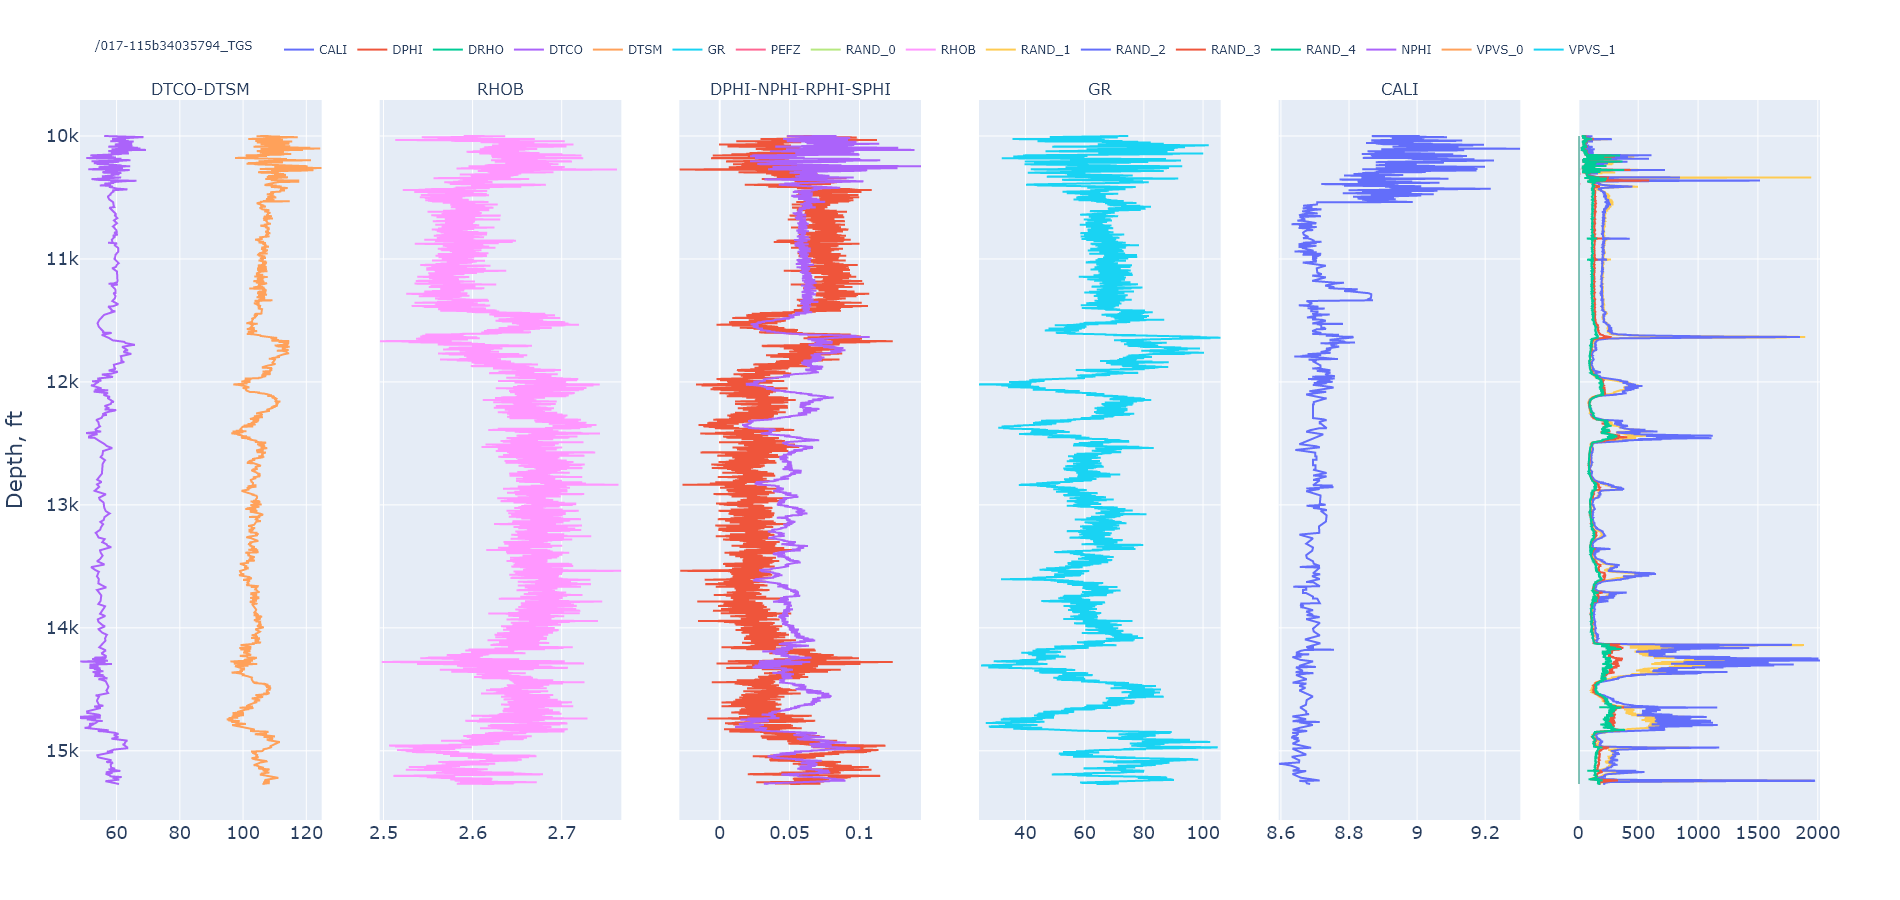 /017-115b34035794_TGS
CALI DPHI DRHO DTCO DTSM GR PEFZ RAND_0 RHOB RAND_1 RAND_2 RAND_3 RAND_4 NPHI VPVS_0 VPVS_1
DTCO-DTSM RHOB DPHI-NPHI-RPHI-SPHI GR CALI
Depth, ft
10k
11k
12k
13k
14k
15k
60 80 100 120 2.5 2.6 2.7 0 0.05 0.1 40 60 80 100 8.6 8.8 9 9.2 0 500 1000 1500 2000